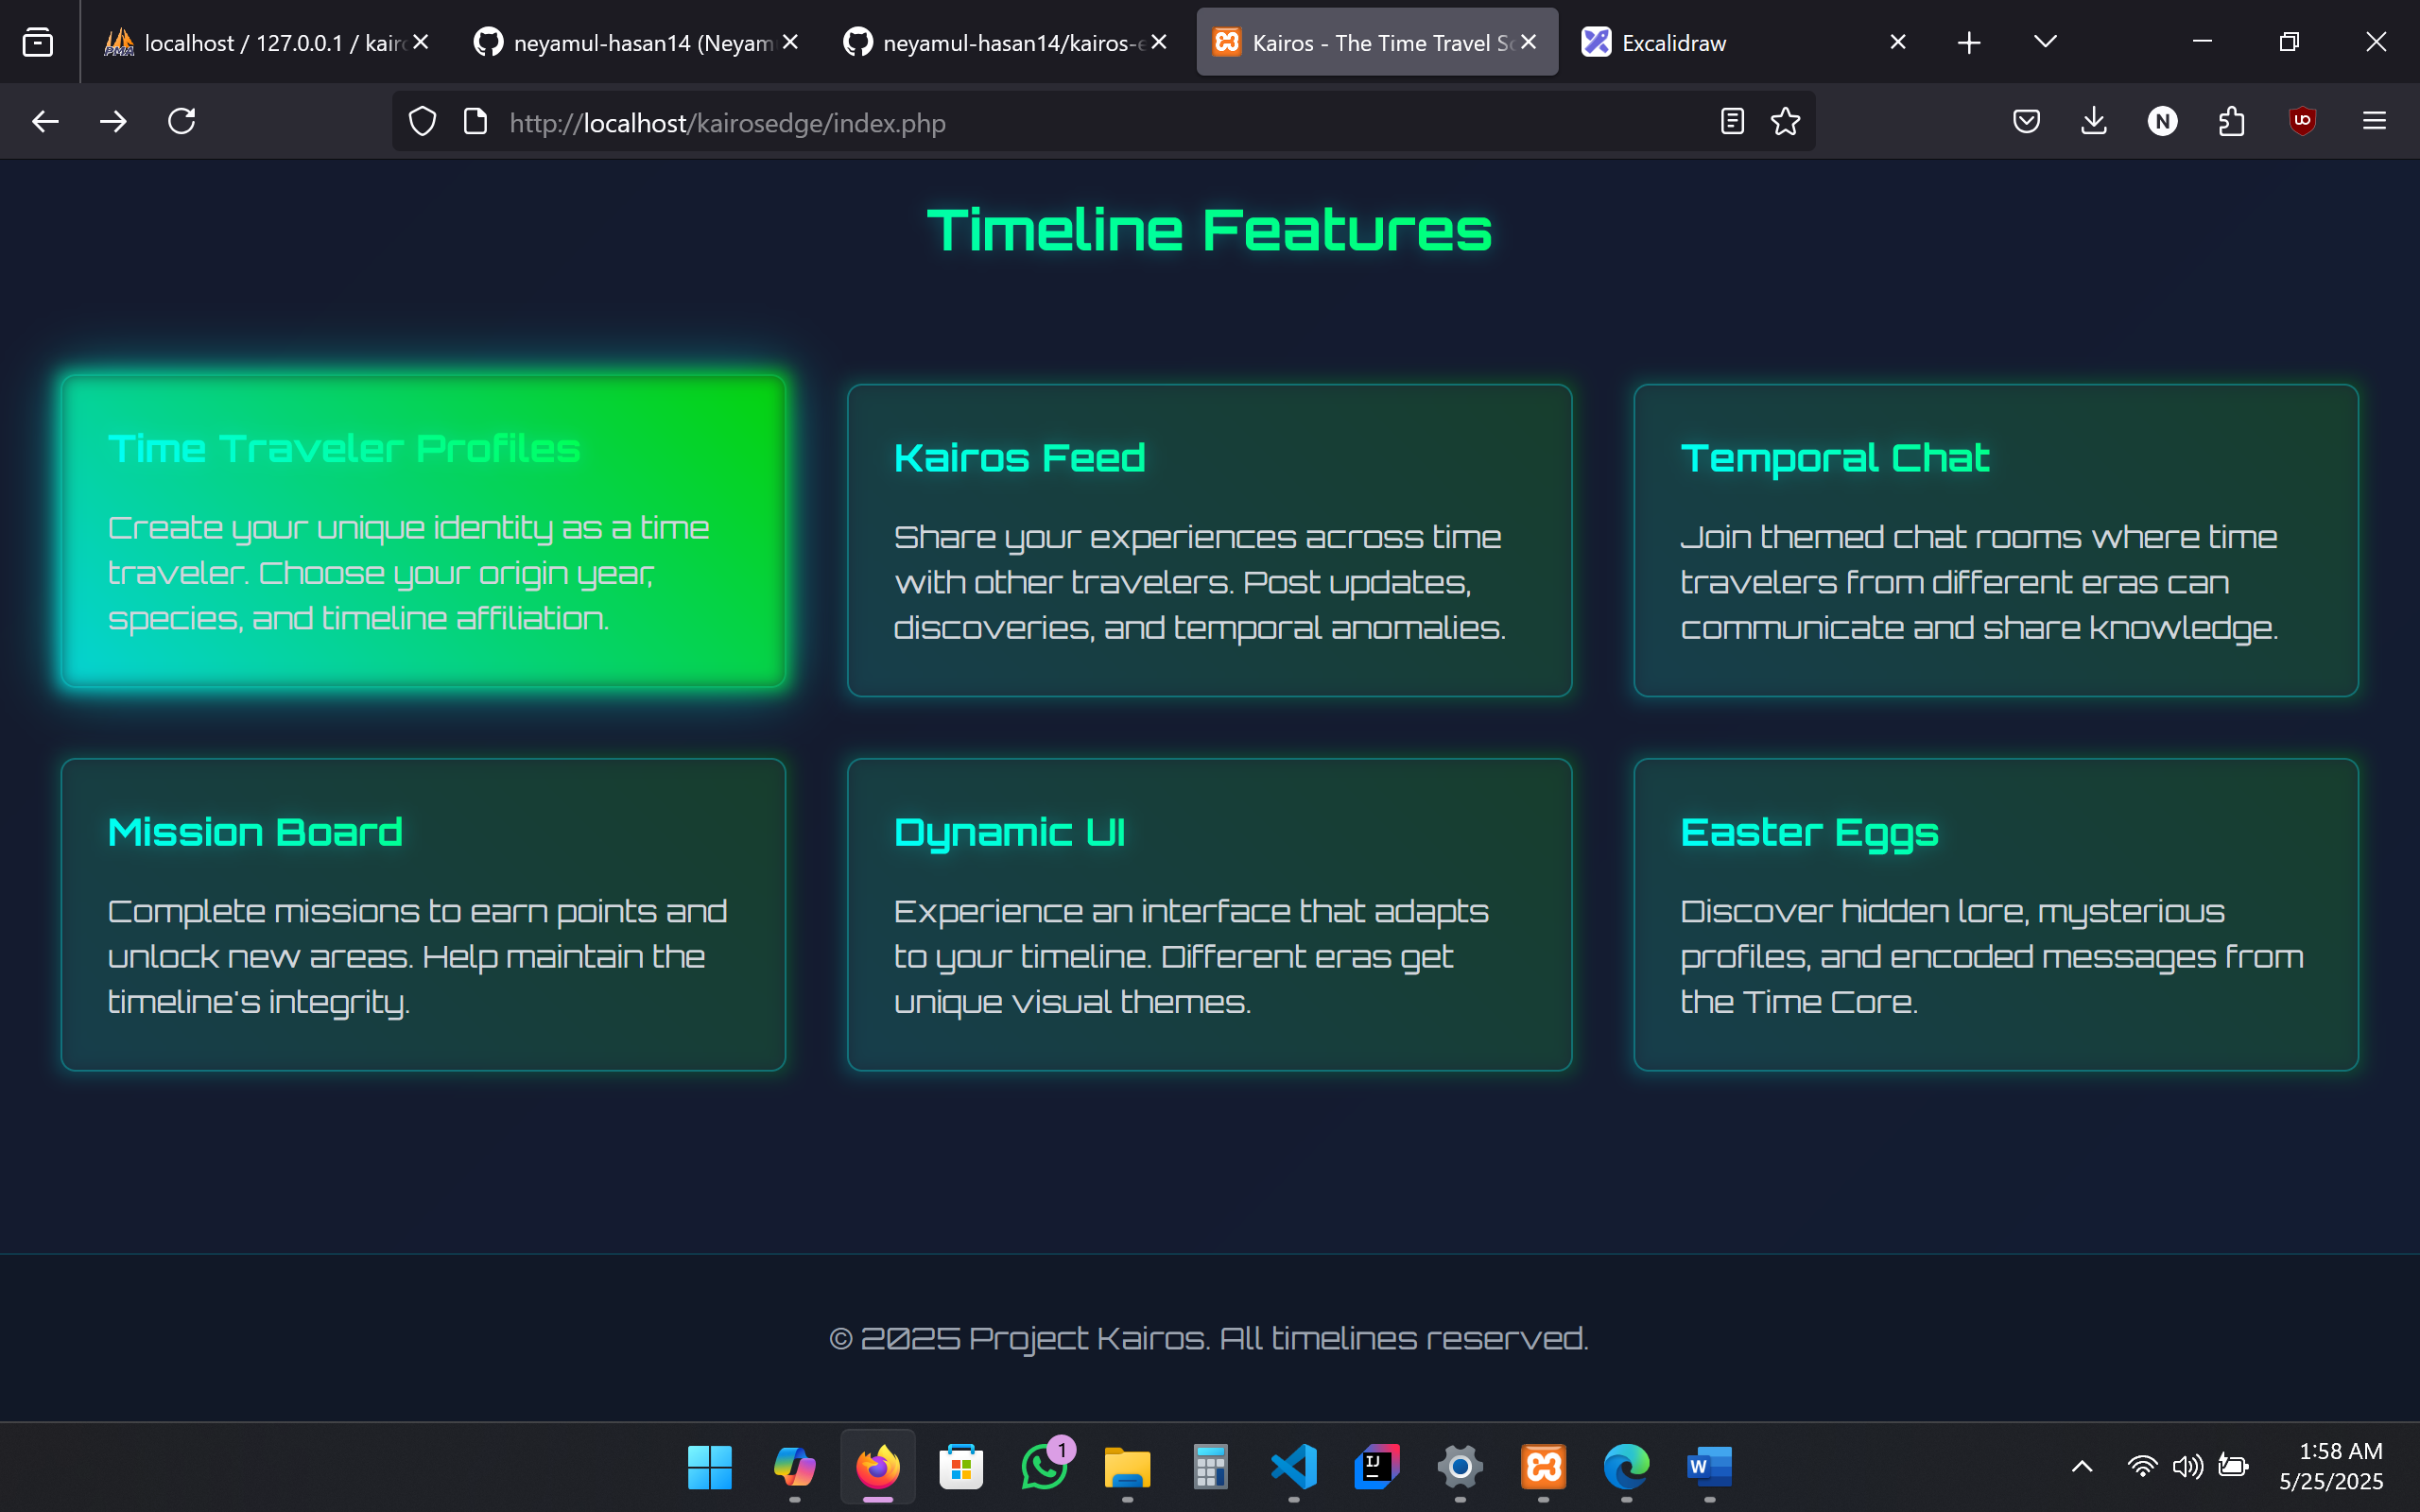 localhost / 127.0.0.1 / kairc
neyamul-hasan14 (Neyam
neyamul-hasan14/kairos-e
Kairos - The Time Travel So
Excalidraw
http://localhost/kairosedge/index.php
N
Timeline Features
Time Traveler Profiles
Create your unique identity as a time
traveler. Choose your origin year,
species, and timeline affiliation.
Kairos Feed
Share your experiences across time
with other travelers. Post updates,
discoveries, and temporal anomalies.
Temporal Chat
Join themed chat rooms where time
travelers from different eras can
communicate and share knowledge.
Mission Board
Complete missions to earn points and
unlock new areas. Help maintain the
timeline's integrity.
Dynamic UI
Experience an interface that adapts
to your timeline. Different eras get
unique visual themes.
Easter Eggs
Discover hidden lore, mysterious
profiles, and encoded messages from
the Time Core.
© 2025 Project Kairos. All timelines reserved.
1
1:58 AM
5/25/2025